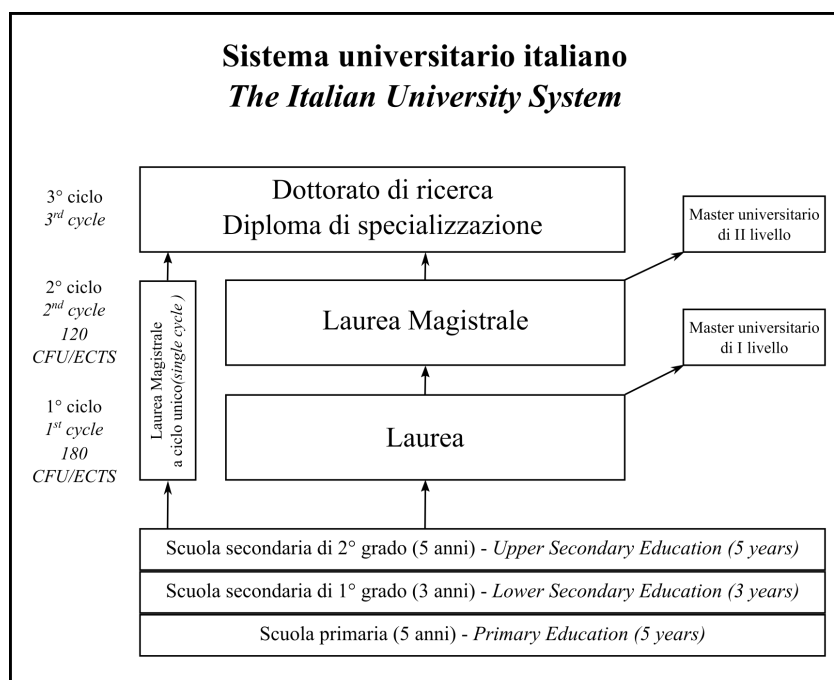 Sistema universitario italiano
The Italian University System
3° ciclo
3rd cycle
Dottorato di ricerca
Diploma di specializzazione
Master universitario
di II livello
2° ciclo
2nd cycle
120
CFU/ECTS
Laurea Magistrale
a ciclo unico(single cycle )
Laurea Magistrale
Master universitario
di I livello
1° ciclo
1st cycle
180
CFU/ECTS
Laurea
Scuola secondaria di 2° grado (5 anni) - Upper Secondary Education (5 years)
Scuola secondaria di 1° grado (3 anni) - Lower Secondary Education (3 years)
Scuola primaria (5 anni) - Primary Education (5 years)